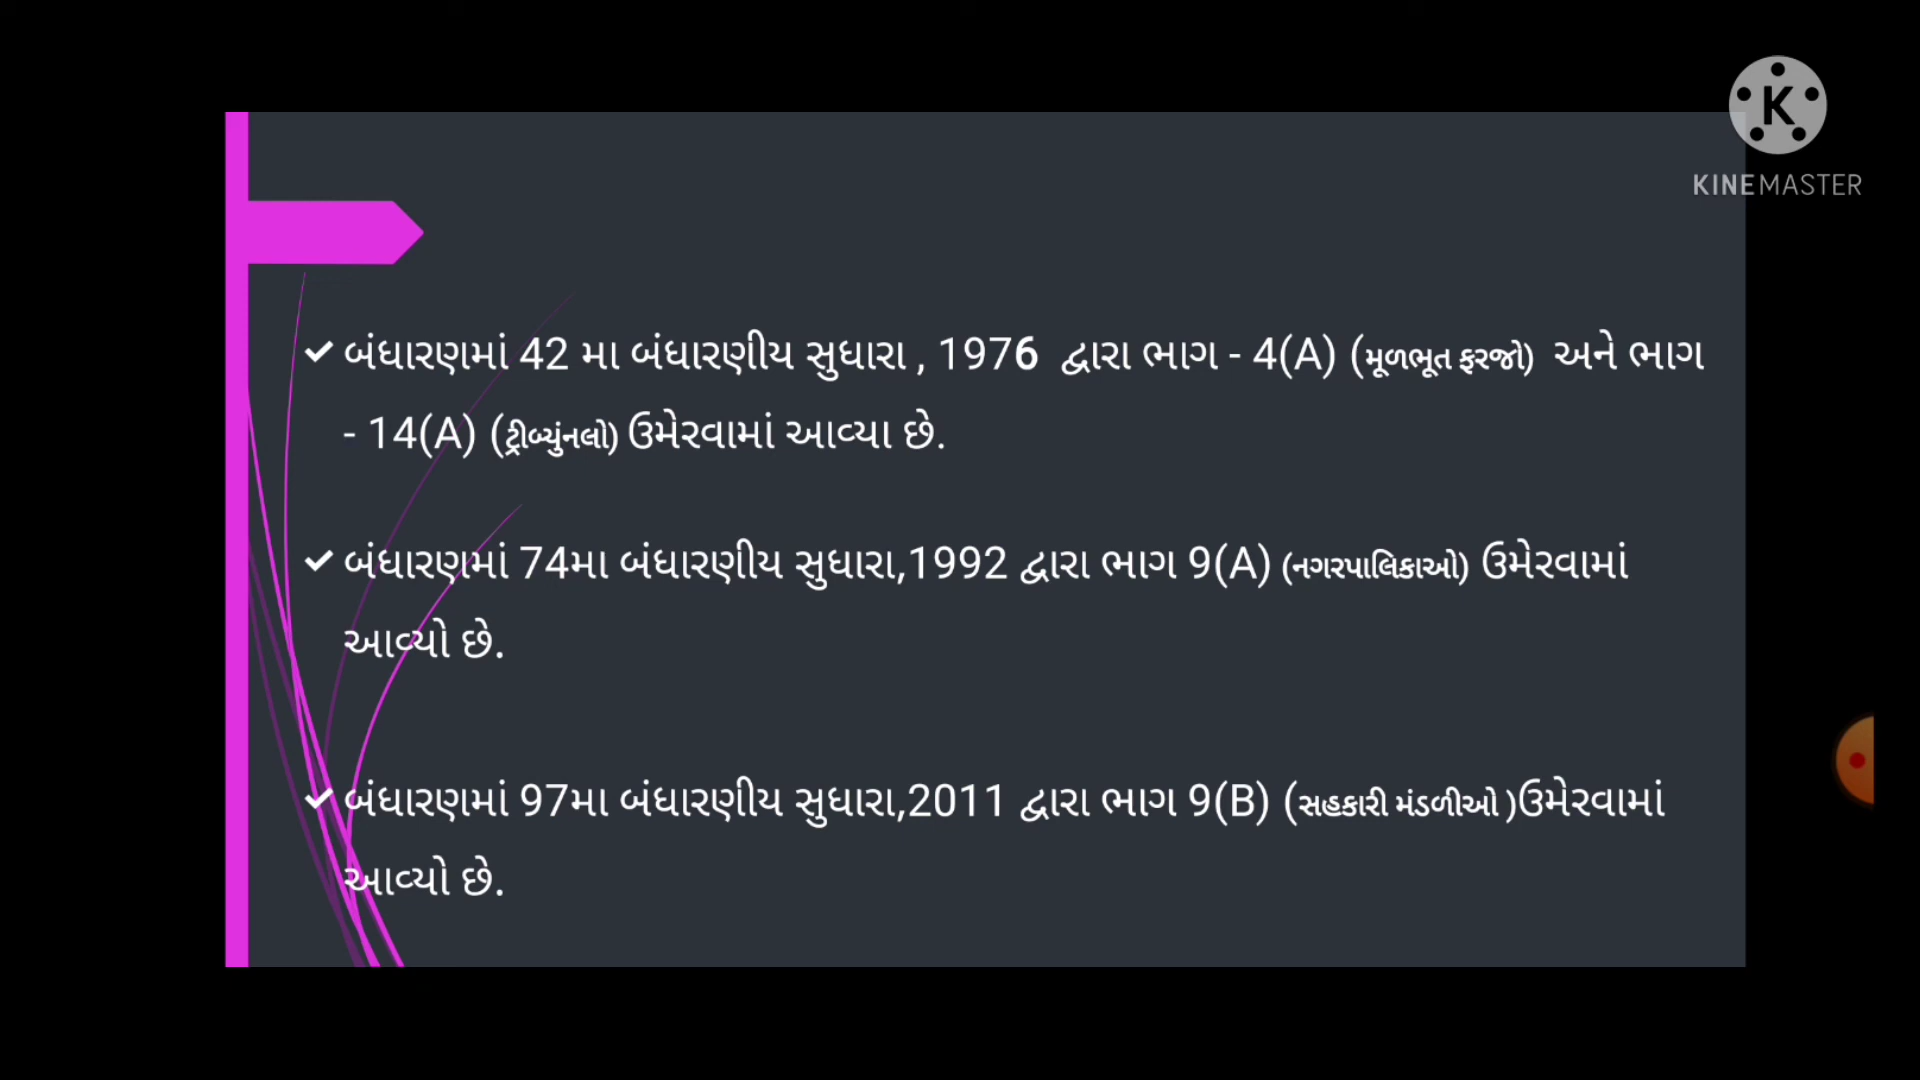 KINEMASTER
બંધારણમાં 42 મા બંધારણીય સુધારા , 1976 દ્વારા ભાગ - 4(A) (મૂળભૂત ફરજો) અને ભાગ
- 14(A) (ટ્રીબ્યુંનલો) ઉમેરવામાં આવ્યા છે.
બંધારણમાં 74મા બંધારણીય સુધારા,1992 દ્વારા ભાગ 9(A) (નગરપાલિકાઓ) ઉમેરવામાં
આવ્યો છે.
બંધારણમાં 97મા બંધારણીય સુધારા,2011 દ્વારા ભાગ 9(B) (સહકારી મંડળીઓ )ઉમેરવામાં
આવ્યો છે.